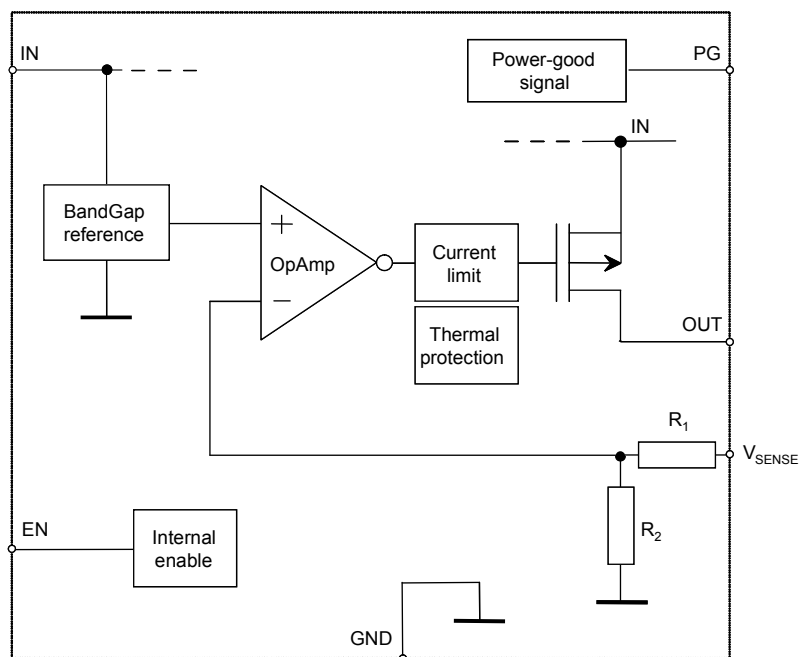 IN
Power-good
signal
PG
IN
BandGap
reference
+
OpAmp
−
Current
limit
Thermal
protection
OUT
R1
VSENSE
EN
Internal
enable
R2
GND